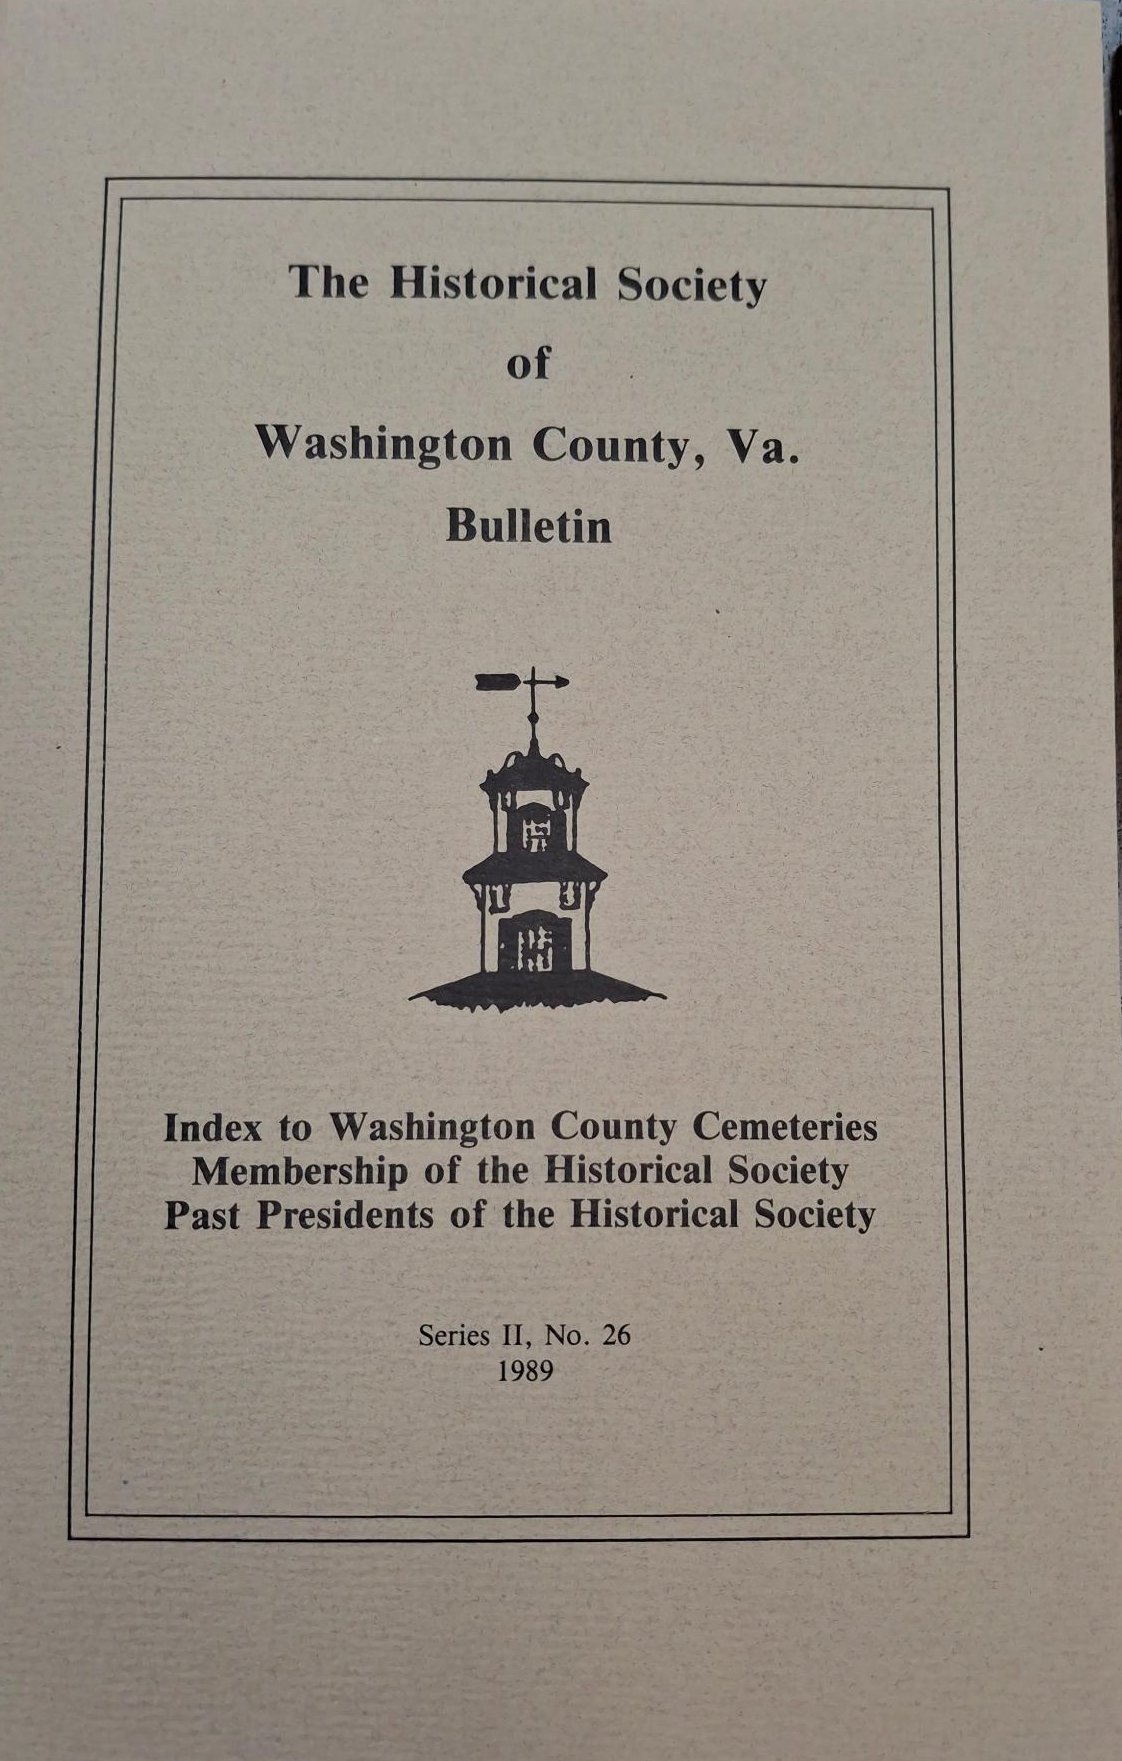 The Historical Society
of
Washington County, Va.
Bulletin
Index to Washington County Cemeteries
Membership of the Historical Society
Past Presidents of the Historical Society
Series II, No. 26
1989